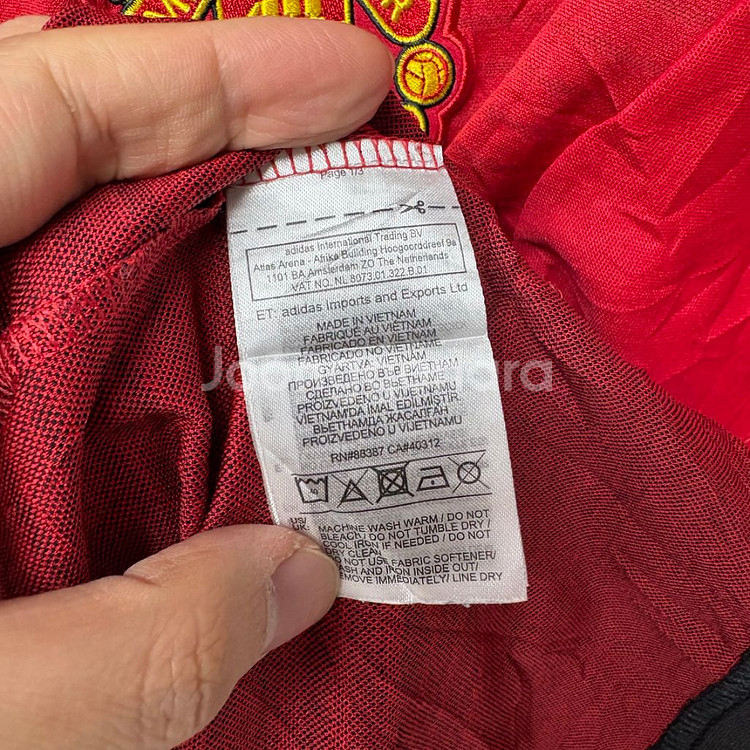 Page 1/3
adidas International Trading BV
Atlas Arena - Afrika Building Hoogoorddreef 9a
1101 BA Amsterdam ZO The Netherlands
VAT NO. NL 8073.01.322.B.01
ET: adidas Imports and Exports Ltd
MADE IN VIETNAM
FABRIQUÉ AU VIETNAM
FABRICADO EN VIETNAM
FABRICADO NO VIETNAME
GYÁRTVA: VIETNAM
ПРОИЗВЕДЕНО ВЪВ ВИЕТНАМ
СДЕЛАНО ВО ВЬЕТНАМЕ
PROIZVEDENO U VIJETNAMU
VIETNAM'DA IMAL EDILMIŞTIR.
ВЬЕТНАМДА ЖАСАЛҒАН
PROIZVEDENO U VIJETNAMU
RN#88387 CA#40312
US/
UK:
MACHINE WASH WARM / DO NOT
BLEACH / DO NOT TUMBLE DRY /
COOL IRON IF NEEDED / DO NOT
DRY CLEAN
DO NOT USE FABRIC SOFTENER/
WASH AND IRON INSIDE OUT/
REMOVE IMMEDIATELY/ LINE DRY